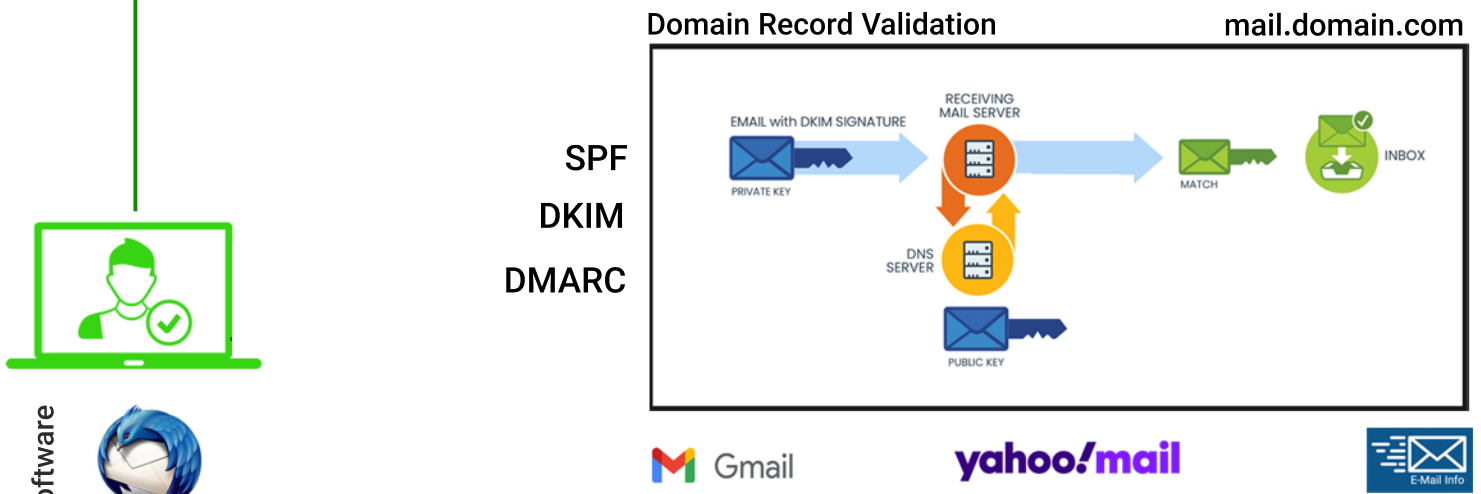 Domain Record Validation
mail.domain.com
SPF
DKIM
DMARC
EMAIL with DKIM SIGNATURE
PRIVATE KEY
RECEIVING
MAIL SERVER
MATCH
INBOX
DNS
SERVER
PUBLIC KEY
Gmail
yahoo!mail
E-Mail Info